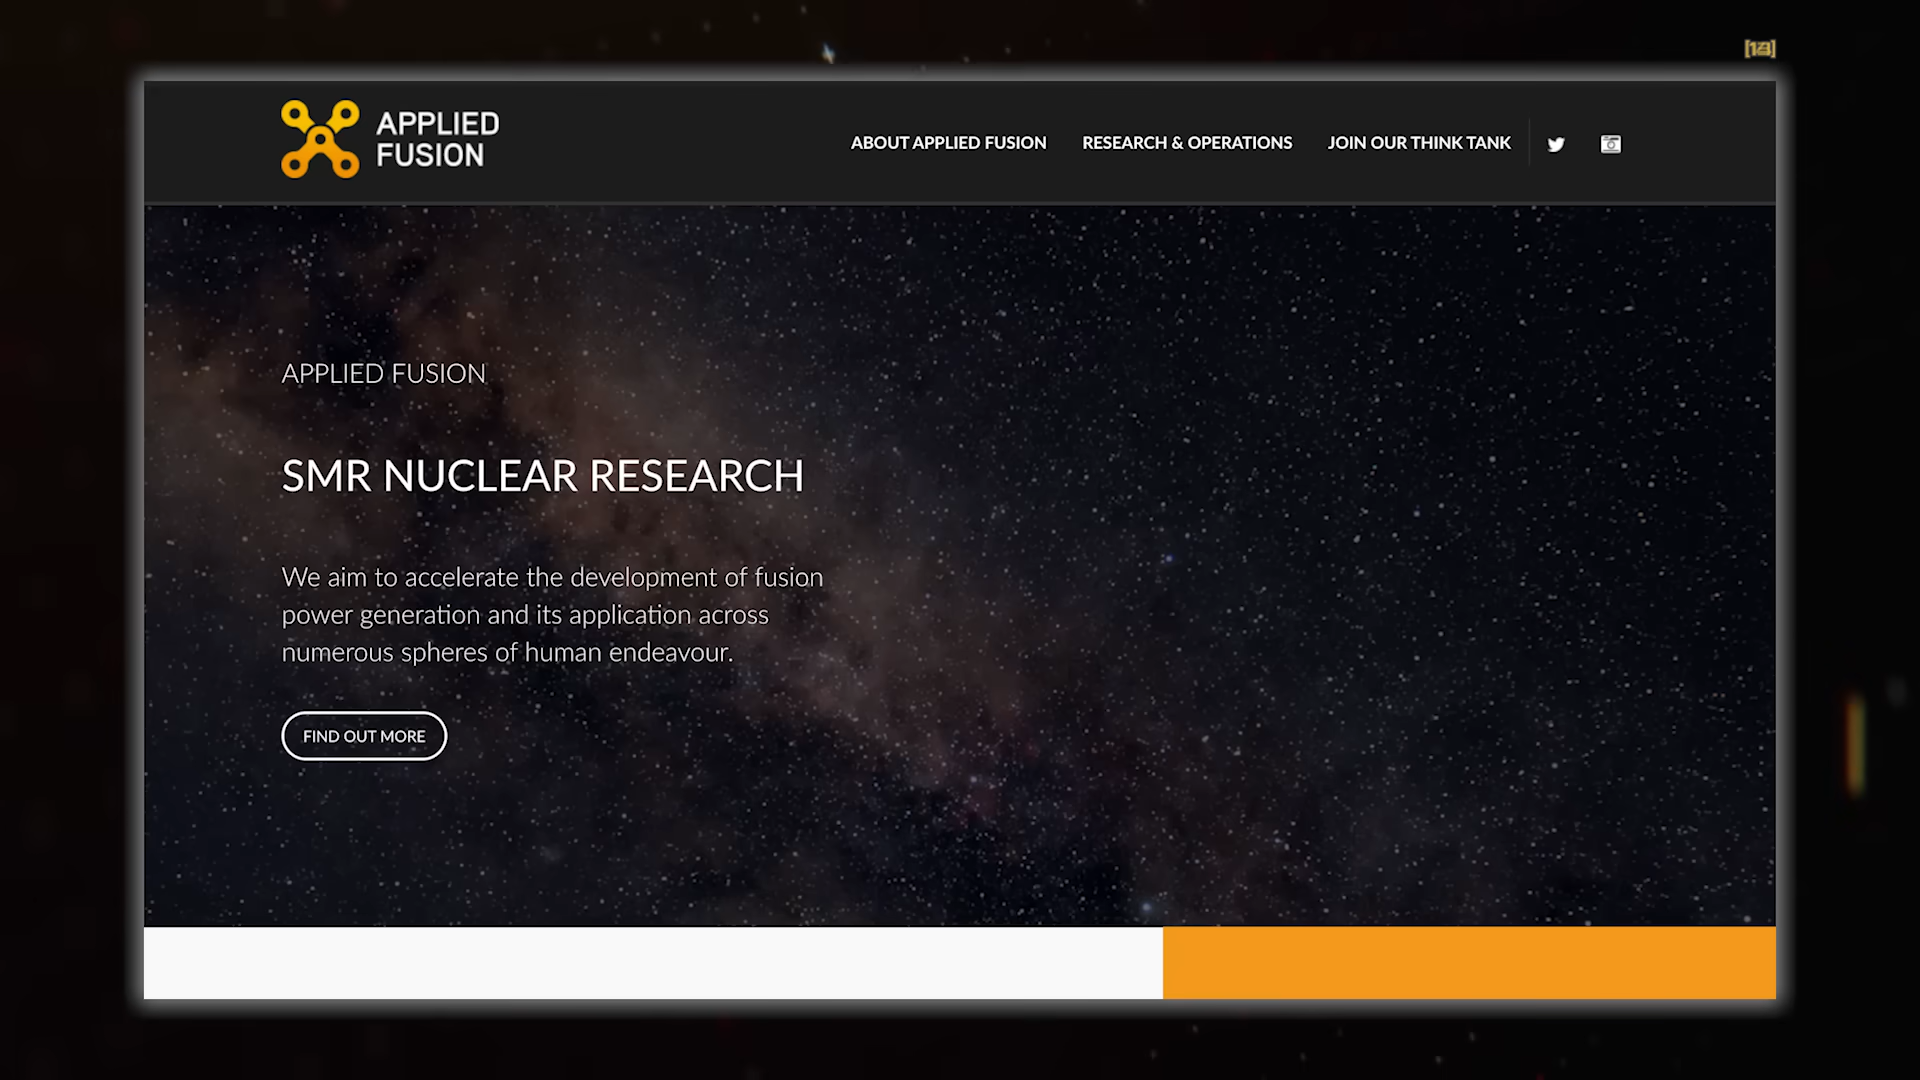 APPLIED
FUSION
ABOUT APPLIED FUSION
RESEARCH & OPERATIONS
JOIN OUR THINK TANK
APPLIED FUSION
SMR NUCLEAR RESEARCH
We aim to accelerate the development of fusion
power generation and its application across
numerous spheres of human endeavour.
FIND OUT MORE